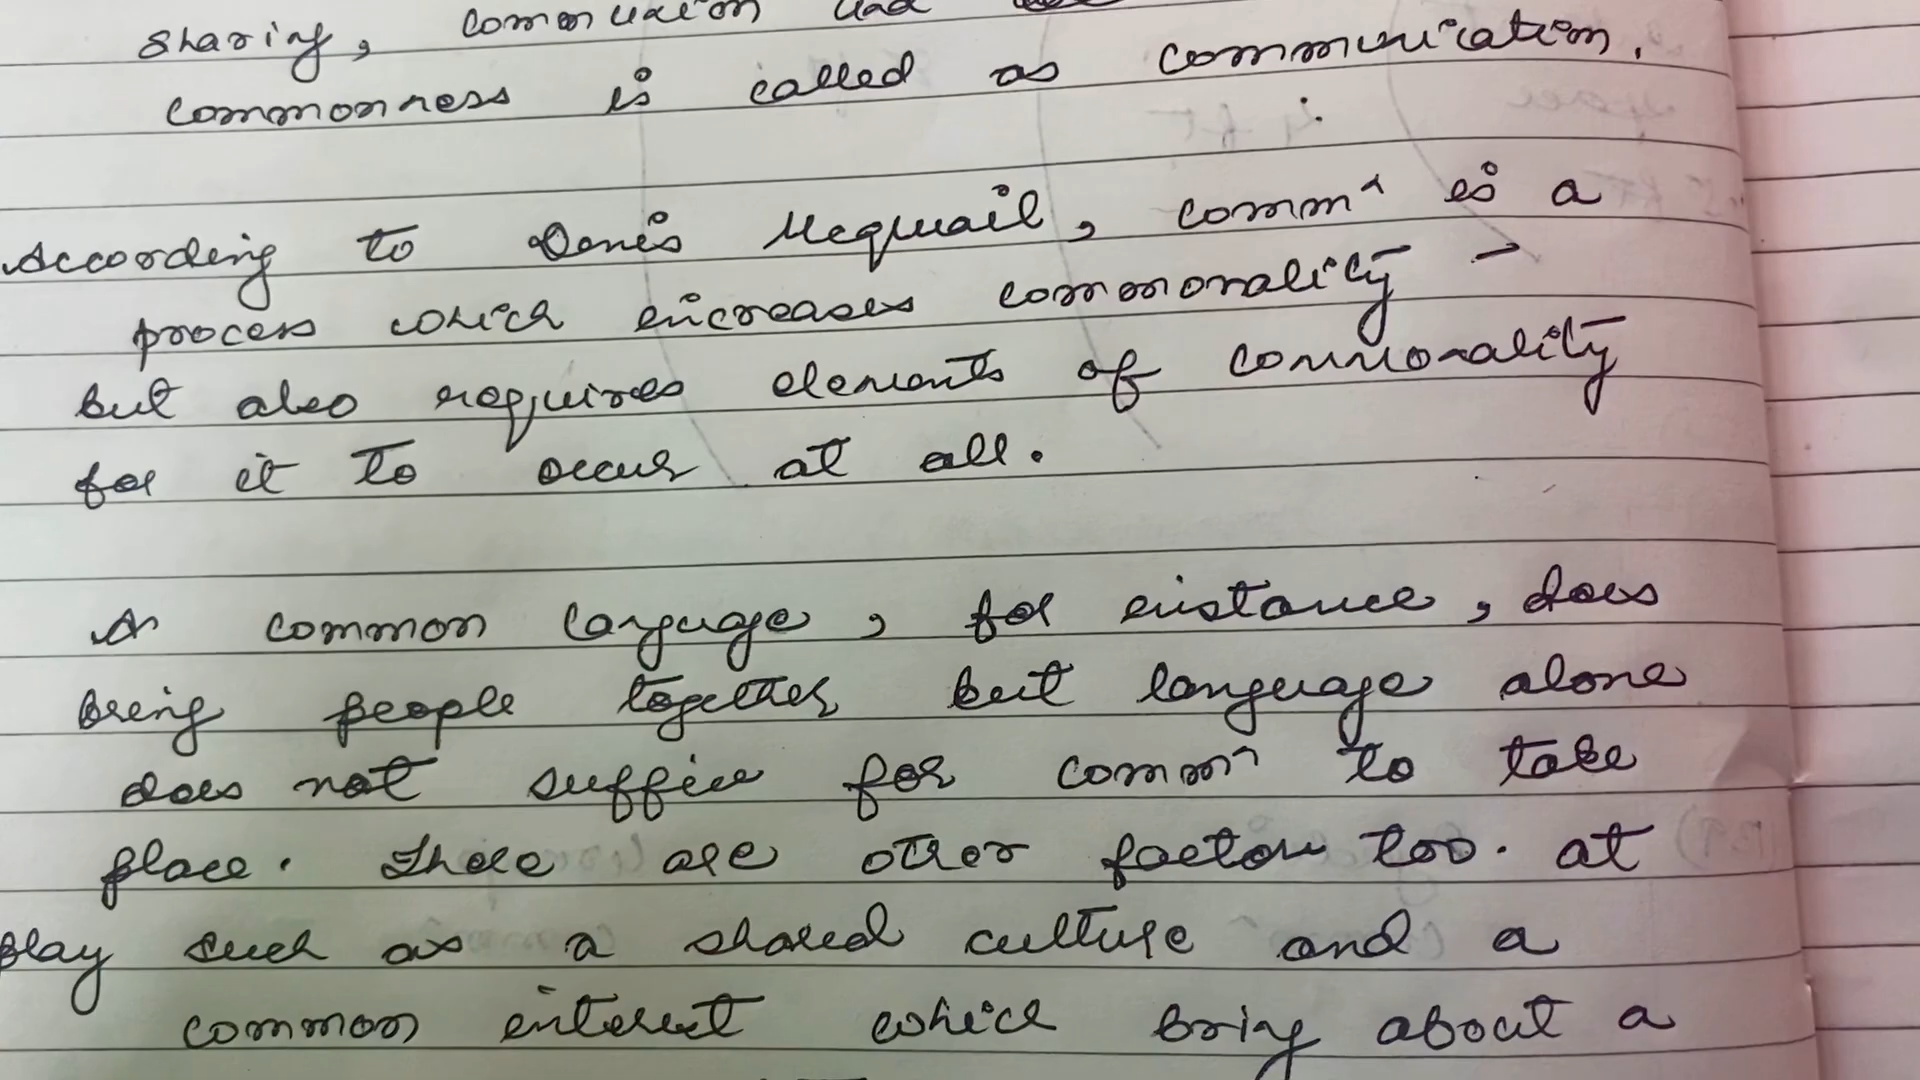 sharing,
commonness is called as communication.
According to Denis Mcquail, comm^n is a
process which increases commonality -
but also requires elements of commonality
for it to occur at all.
A common language, for instance, does
bring people together but language alone
does not suffice for comm^n to take
place. There are other factors too. at
play such as a shared culture and a
common interest which bring about a